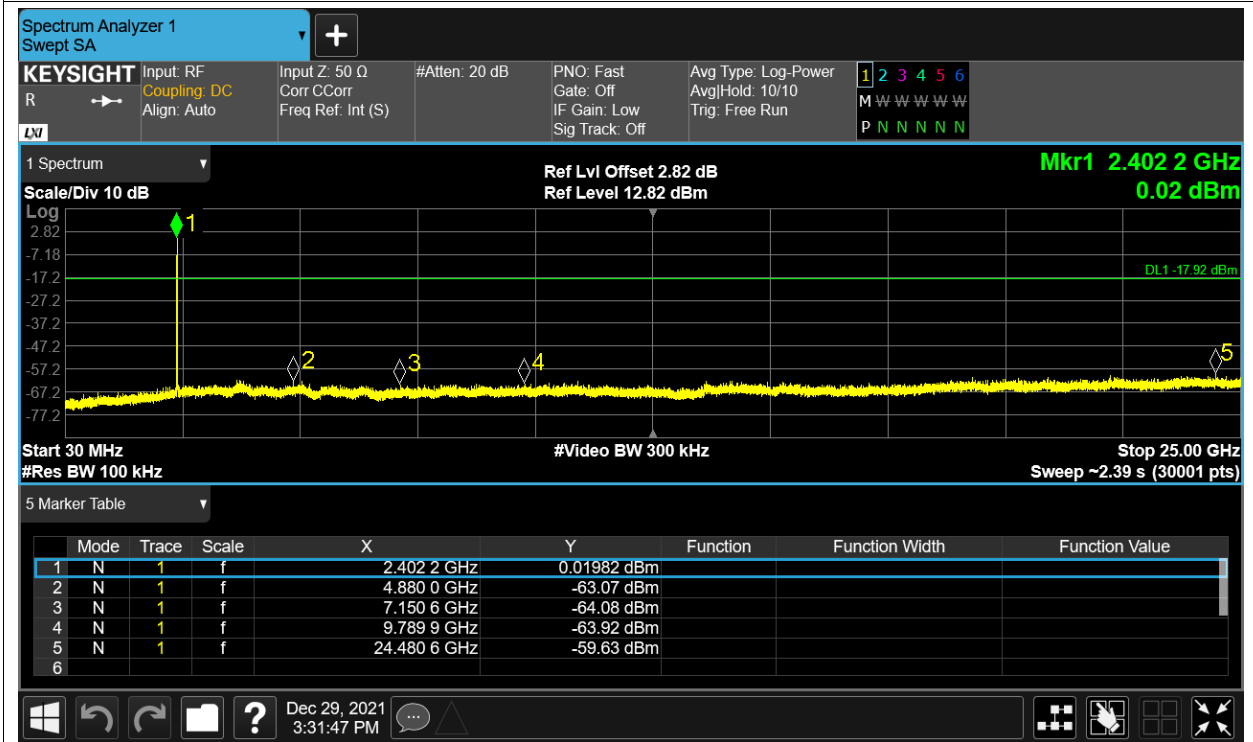 Spectrum Analyzer 1
Swept SA
KEYSIGHT Input: RF Input Z: 50 Ω #Atten: 20 dB PNO: Fast Avg Type: Log-Power 1 2 3 4 5 6
R Coupling: DC Corr CCorr Gate: Off Avg|Hold: 10/10 M W W W W W
Align: Auto Freq Ref: Int (S) IF Gain: Low Trig: Free Run
LXI Sig Track: Off P N N N N N
1 Spectrum Ref Lvl Offset 2.82 dB Mkr1 2.402 2 GHz
Scale/Div 10 dB Ref Level 12.82 dBm 0.02 dBm
Log
1
2.82
-7.18
DL1 -17.92 dBm
-17.2
-27.2
-37.2
-47.2
2 3 4 5
-57.2
-67.2
-77.2
Start 30 MHz #Video BW 300 kHz Stop 25.00 GHz
#Res BW 100 kHz Sweep ~2.39 s (30001 pts)
5 Marker Table
Mode Trace Scale X Y Function Function Width Function Value
1 N 1 f 2.402 2 GHz 0.01982 dBm
2 N 1 f 4.880 0 GHz -63.07 dBm
3 N 1 f 7.150 6 GHz -64.08 dBm
4 N 1 f 9.789 9 GHz -63.92 dBm
5 N 1 f 24.480 6 GHz -59.63 dBm
6
? Dec 29, 2021
3:31:47 PM